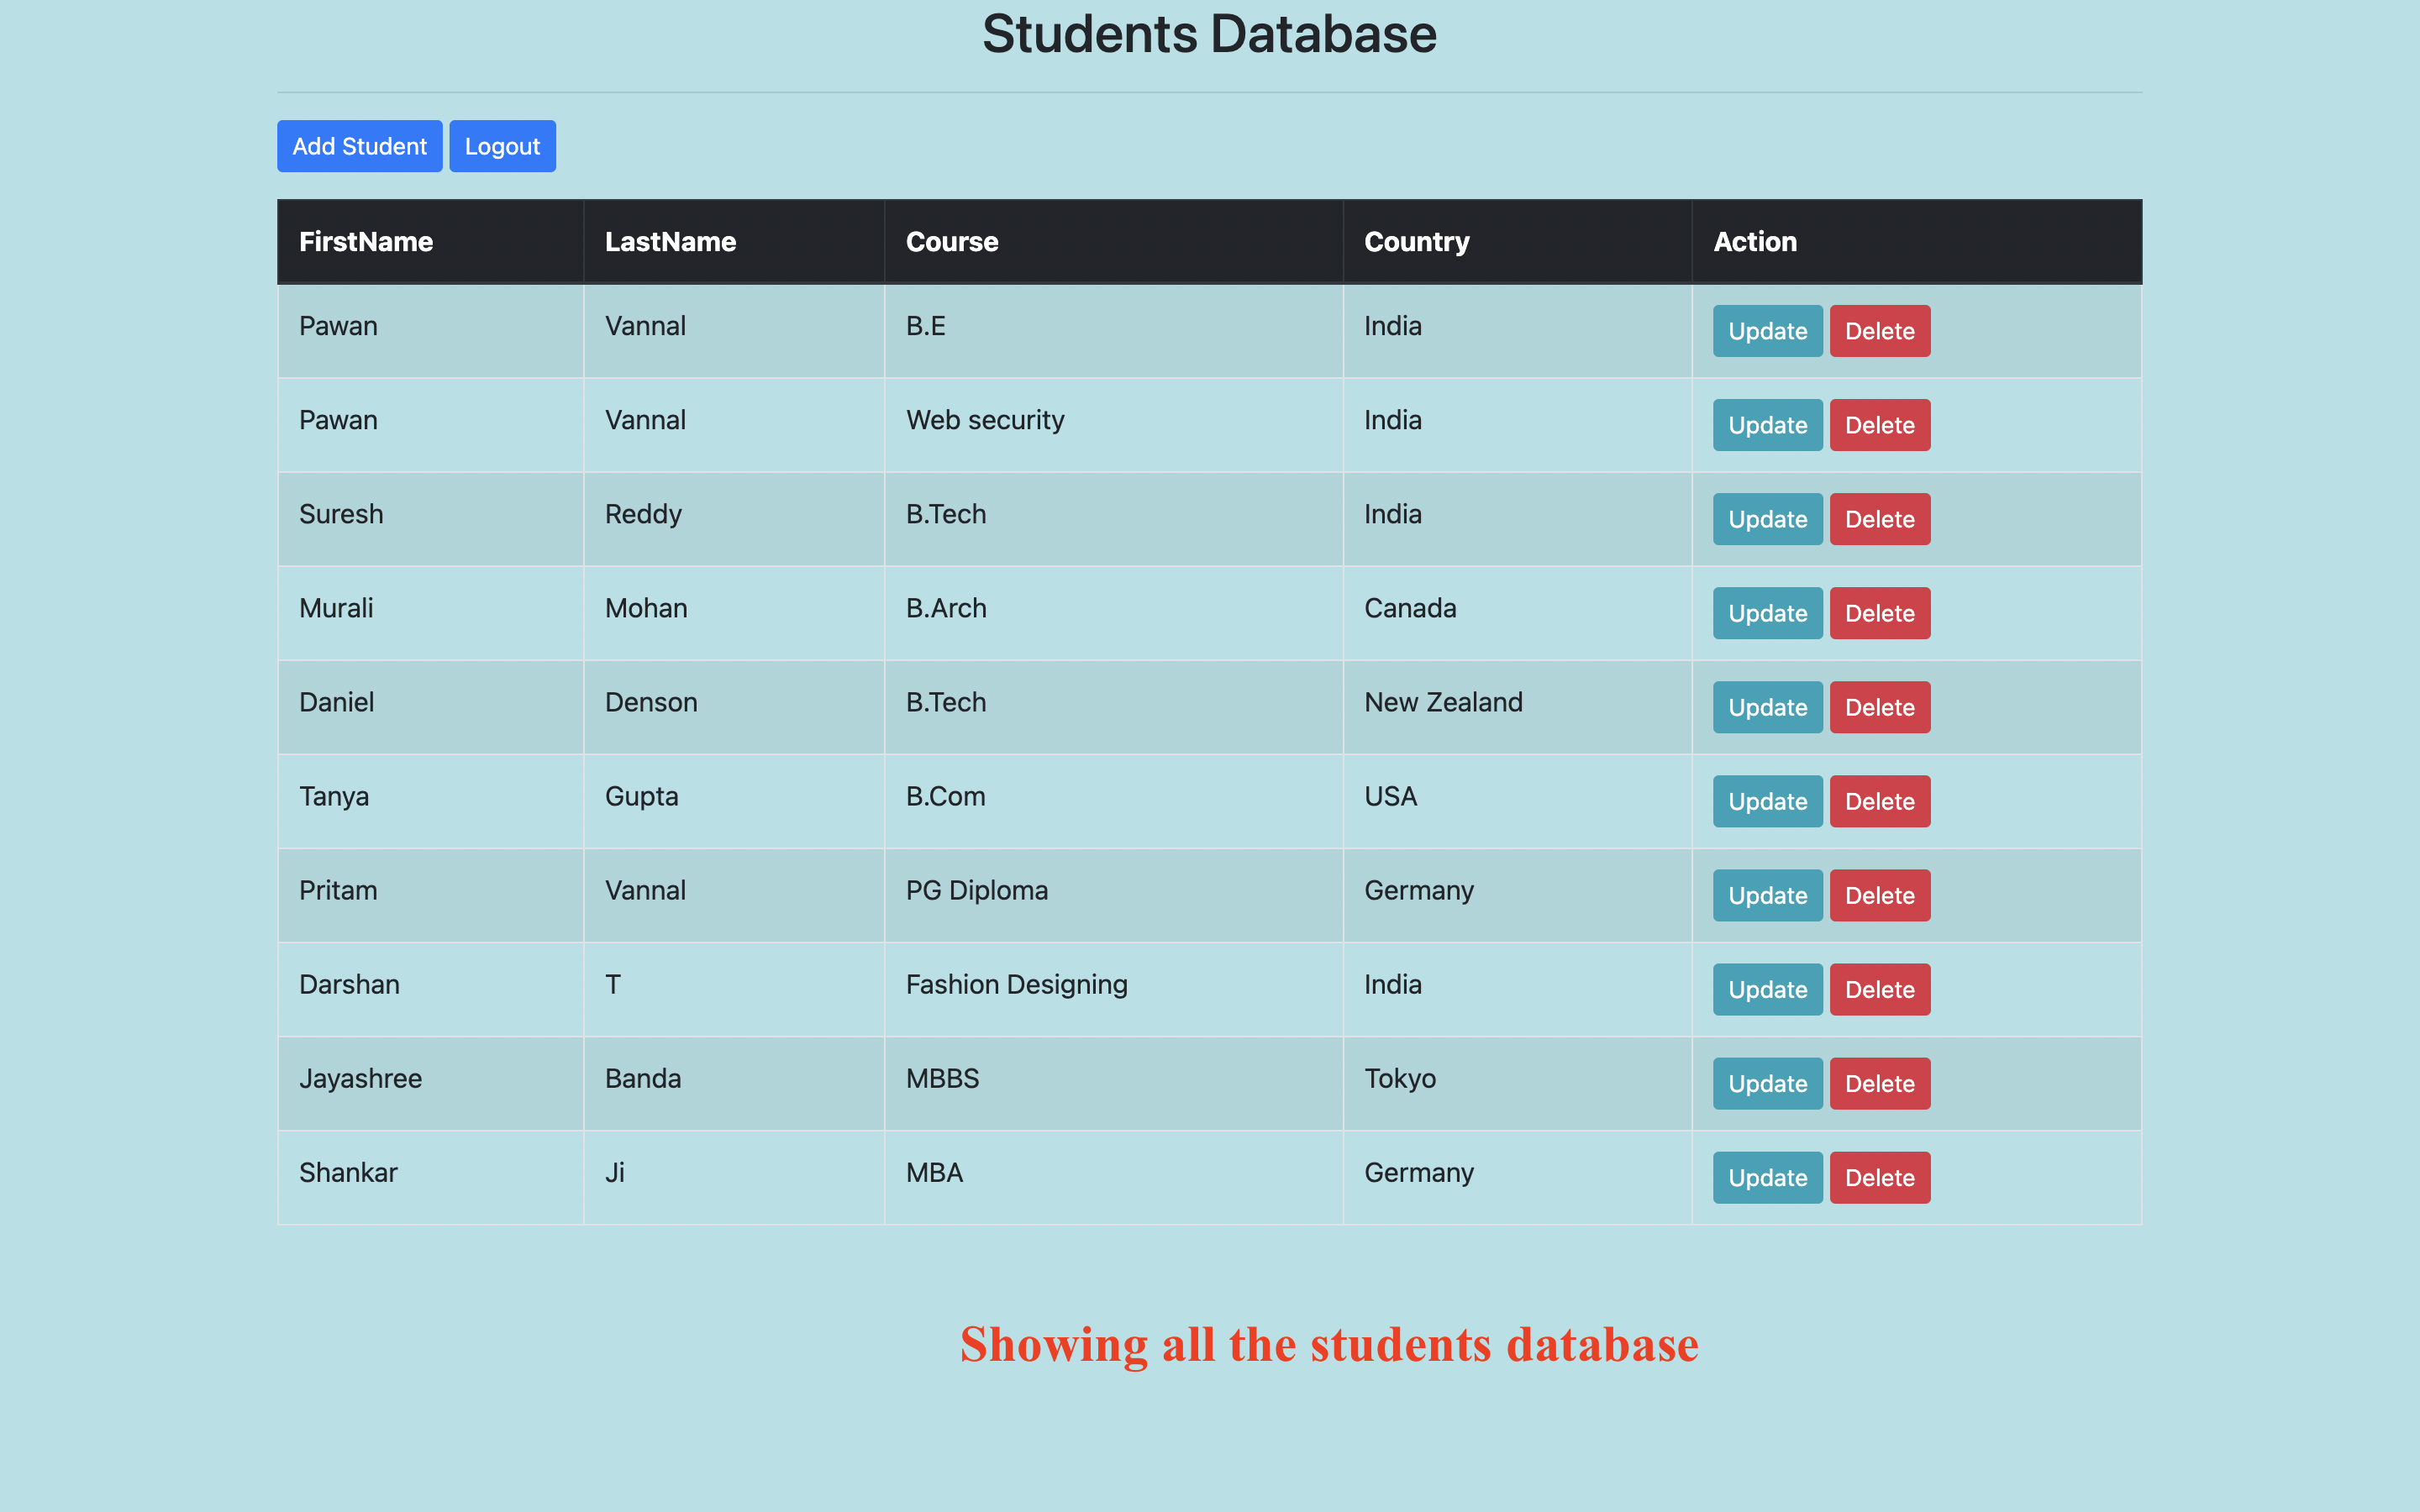 Students Database
Add Student Logout
FirstName LastName Course Country Action
Pawan Vannal B.E India Update Delete
Pawan Vannal Web security India Update Delete
Suresh Reddy B.Tech India Update Delete
Murali Mohan B.Arch Canada Update Delete
Daniel Denson B.Tech New Zealand Update Delete
Tanya Gupta B.Com USA Update Delete
Pritam Vannal PG Diploma Germany Update Delete
Darshan T Fashion Designing India Update Delete
Jayashree Banda MBBS Tokyo Update Delete
Shankar Ji MBA Germany Update Delete
Showing all the students database